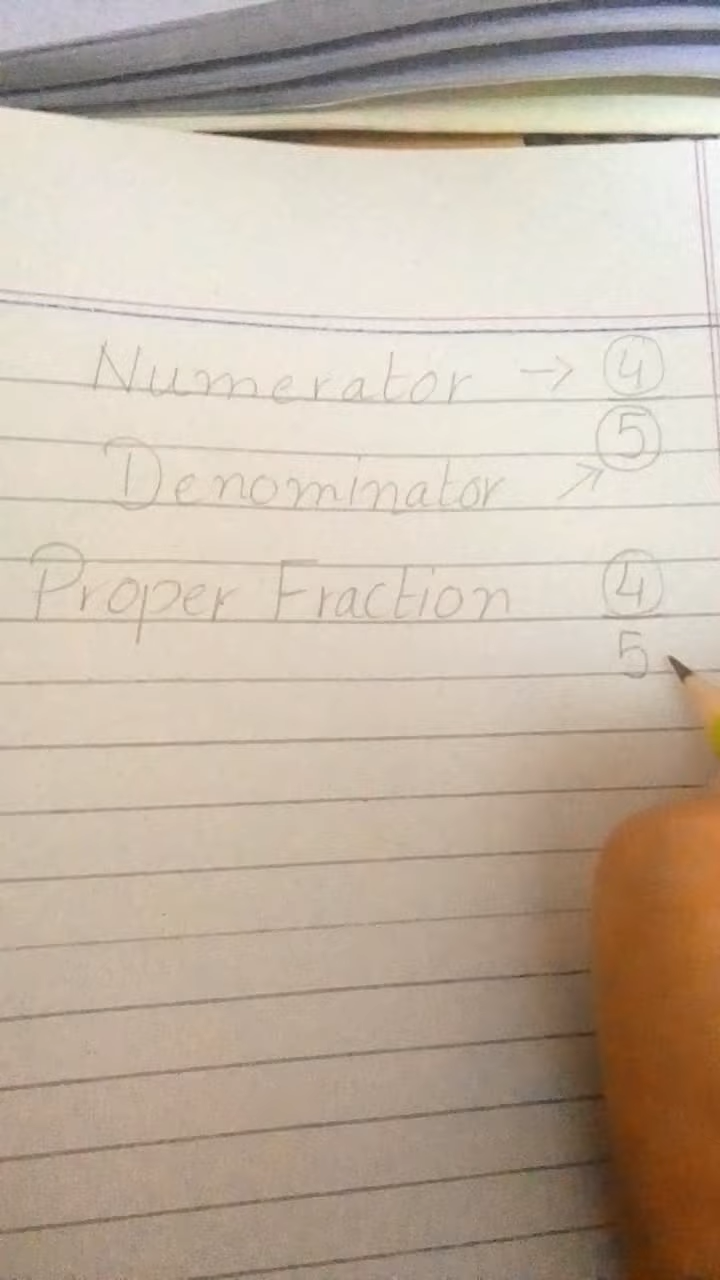 Numerator → 4
5
Denominator ↗
Proper Fraction 4
5